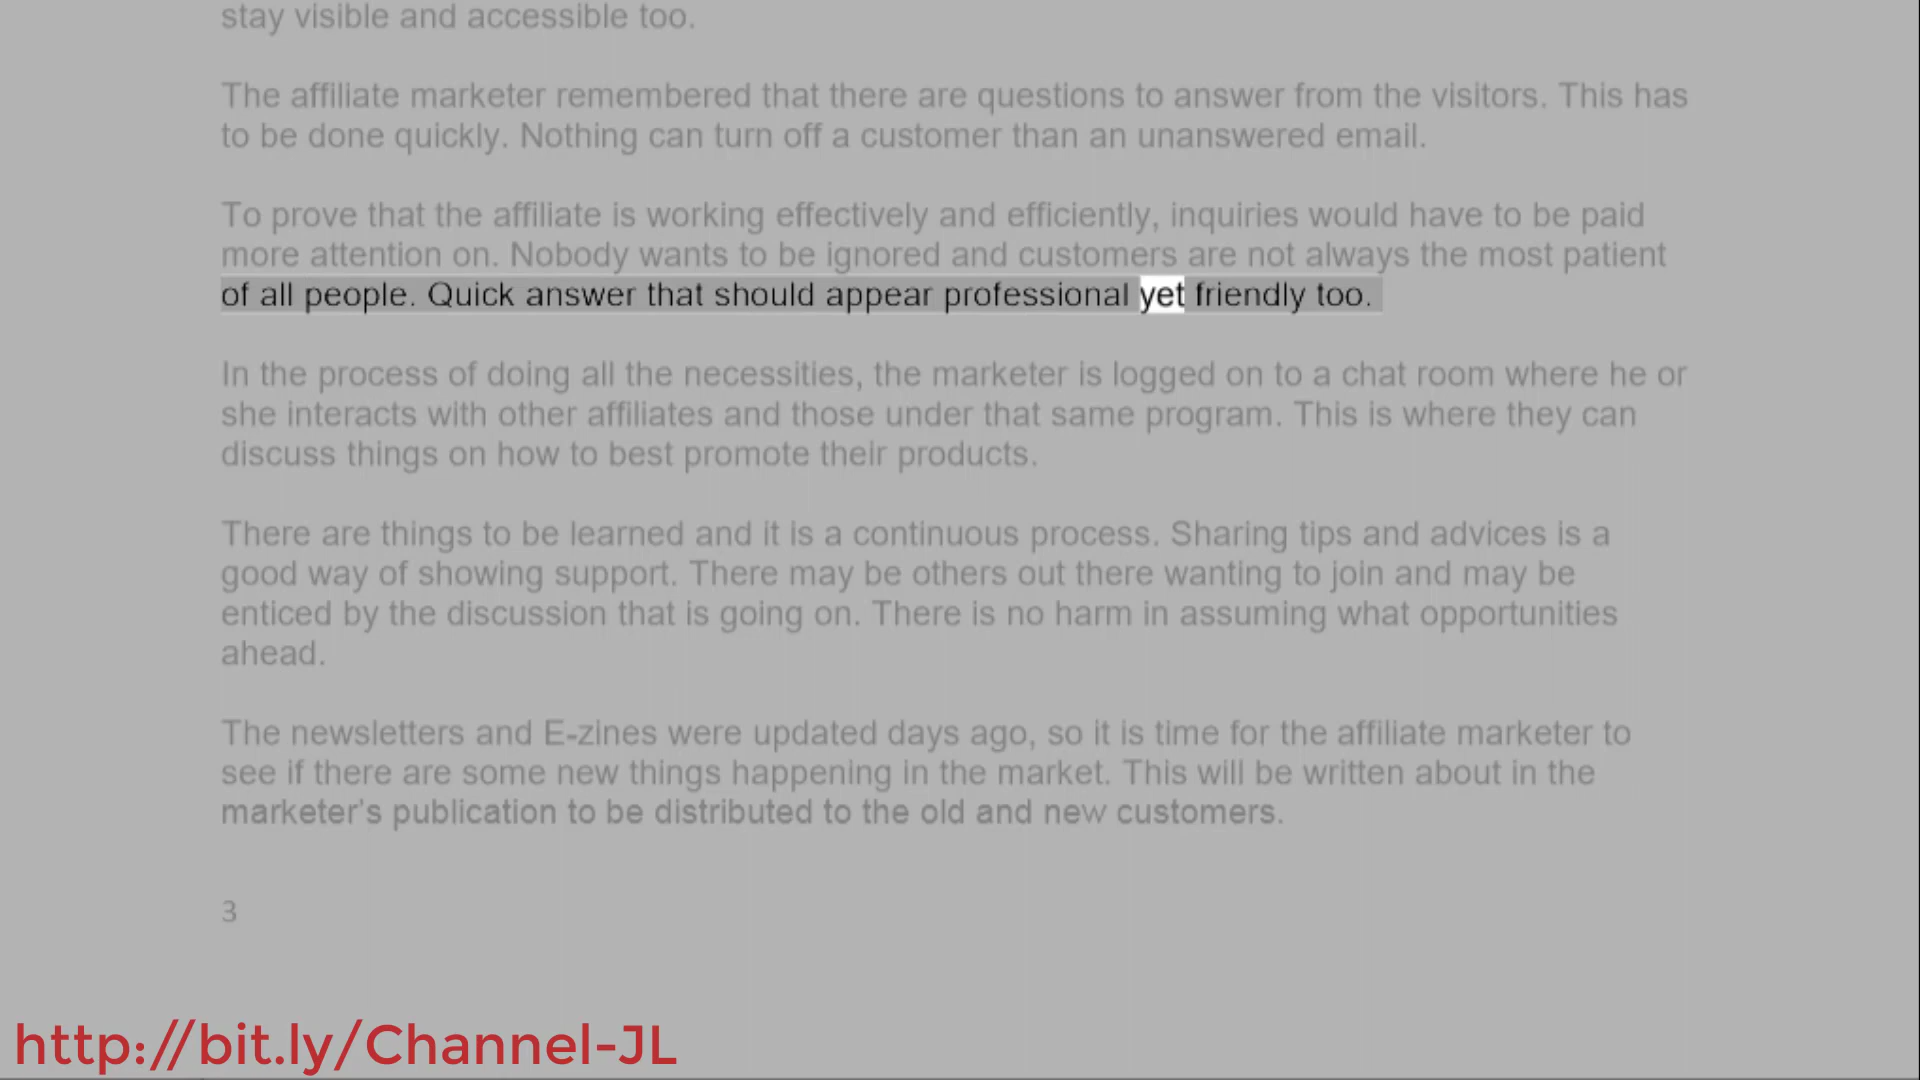 stay visible and accessible too.
The affiliate marketer remembered that there are questions to answer from the visitors. This has
to be done quickly. Nothing can turn off a customer than an unanswered email.
To prove that the affiliate is working effectively and efficiently, inquiries would have to be paid
more attention on. Nobody wants to be ignored and customers are not always the most patient
of all people. Quick answer that should appear professional yet friendly too.
In the process of doing all the necessities, the marketer is logged on to a chat room where he or
she interacts with other affiliates and those under that same program. This is where they can
discuss things on how to best promote their products.
There are things to be learned and it is a continuous process. Sharing tips and advices is a
good way of showing support. There may be others out there wanting to join and may be
enticed by the discussion that is going on. There is no harm in assuming what opportunities
ahead.
The newsletters and E-zines were updated days ago, so it is time for the affiliate marketer to
see if there are some new things happening in the market. This will be written about in the
marketer's publication to be distributed to the old and new customers.
3
http://bit.ly/Channel-JL